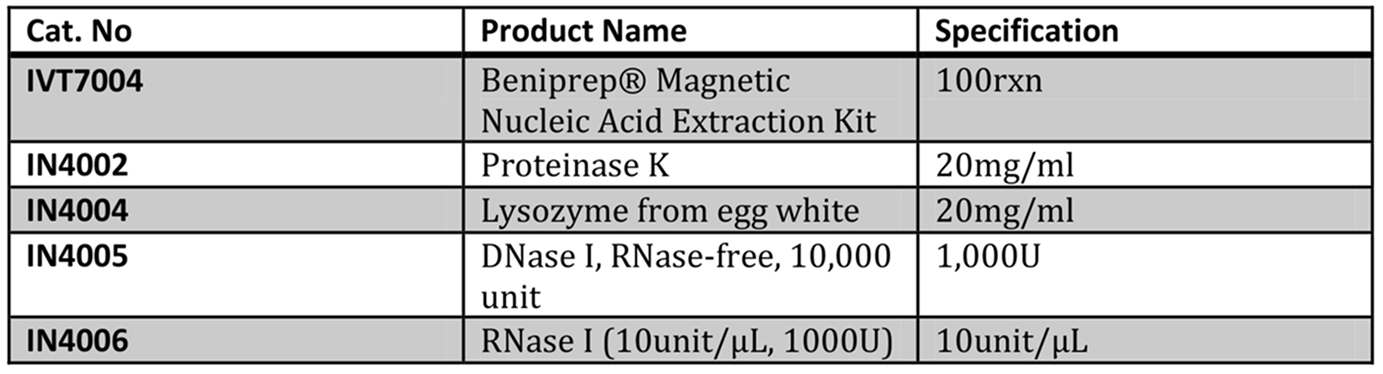 Cat. No Product Name Specification
IVT7004 Beniprep® Magnetic 100rxn
Nucleic Acid Extraction Kit
IN4002 Proteinase K 20mg/ml
IN4004 Lysozyme from egg white 20mg/ml
IN4005 DNase I, RNase-free, 10,000 1,000U
unit
IN4006 RNase I (10unit/μL, 1000U) 10unit/μL